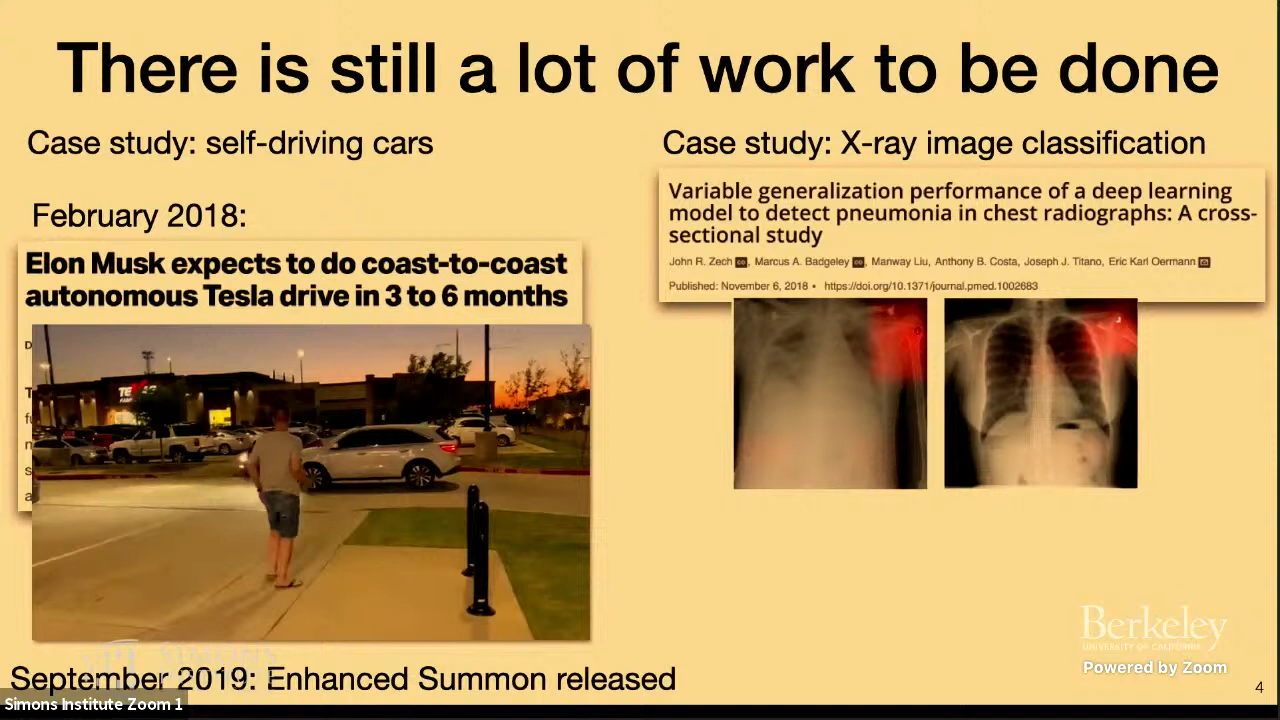 There is still a lot of work to be done
Case study: self-driving cars
February 2018:
Elon Musk expects to do coast-to-coast
autonomous Tesla drive in 3 to 6 months
September 2019: Enhanced Summon released
Case study: X-ray image classification
Variable generalization performance of a deep learning
model to detect pneumonia in chest radiographs: A cross-
sectional study
John R. Zech, Marcus A. Badgeley, Manway Liu, Anthony B. Costa, Joseph J. Titano, Eric Karl Oermann
Published: November 6, 2018 • https://doi.org/10.1371/journal.pmed.1002683
Berkeley
UNIVERSITY OF CALIFORNIA
Powered by Zoom
4
SIMONS
Simons Institute Zoom 1